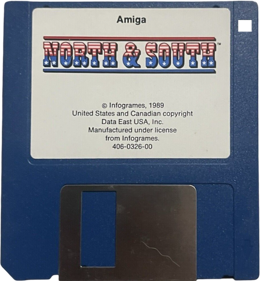 Amiga
NORTH & SOUTH™
© Infogrames, 1989
United States and Canadian copyright
Data East USA, Inc.
Manufactured under license
from Infogrames.
406-0326-00